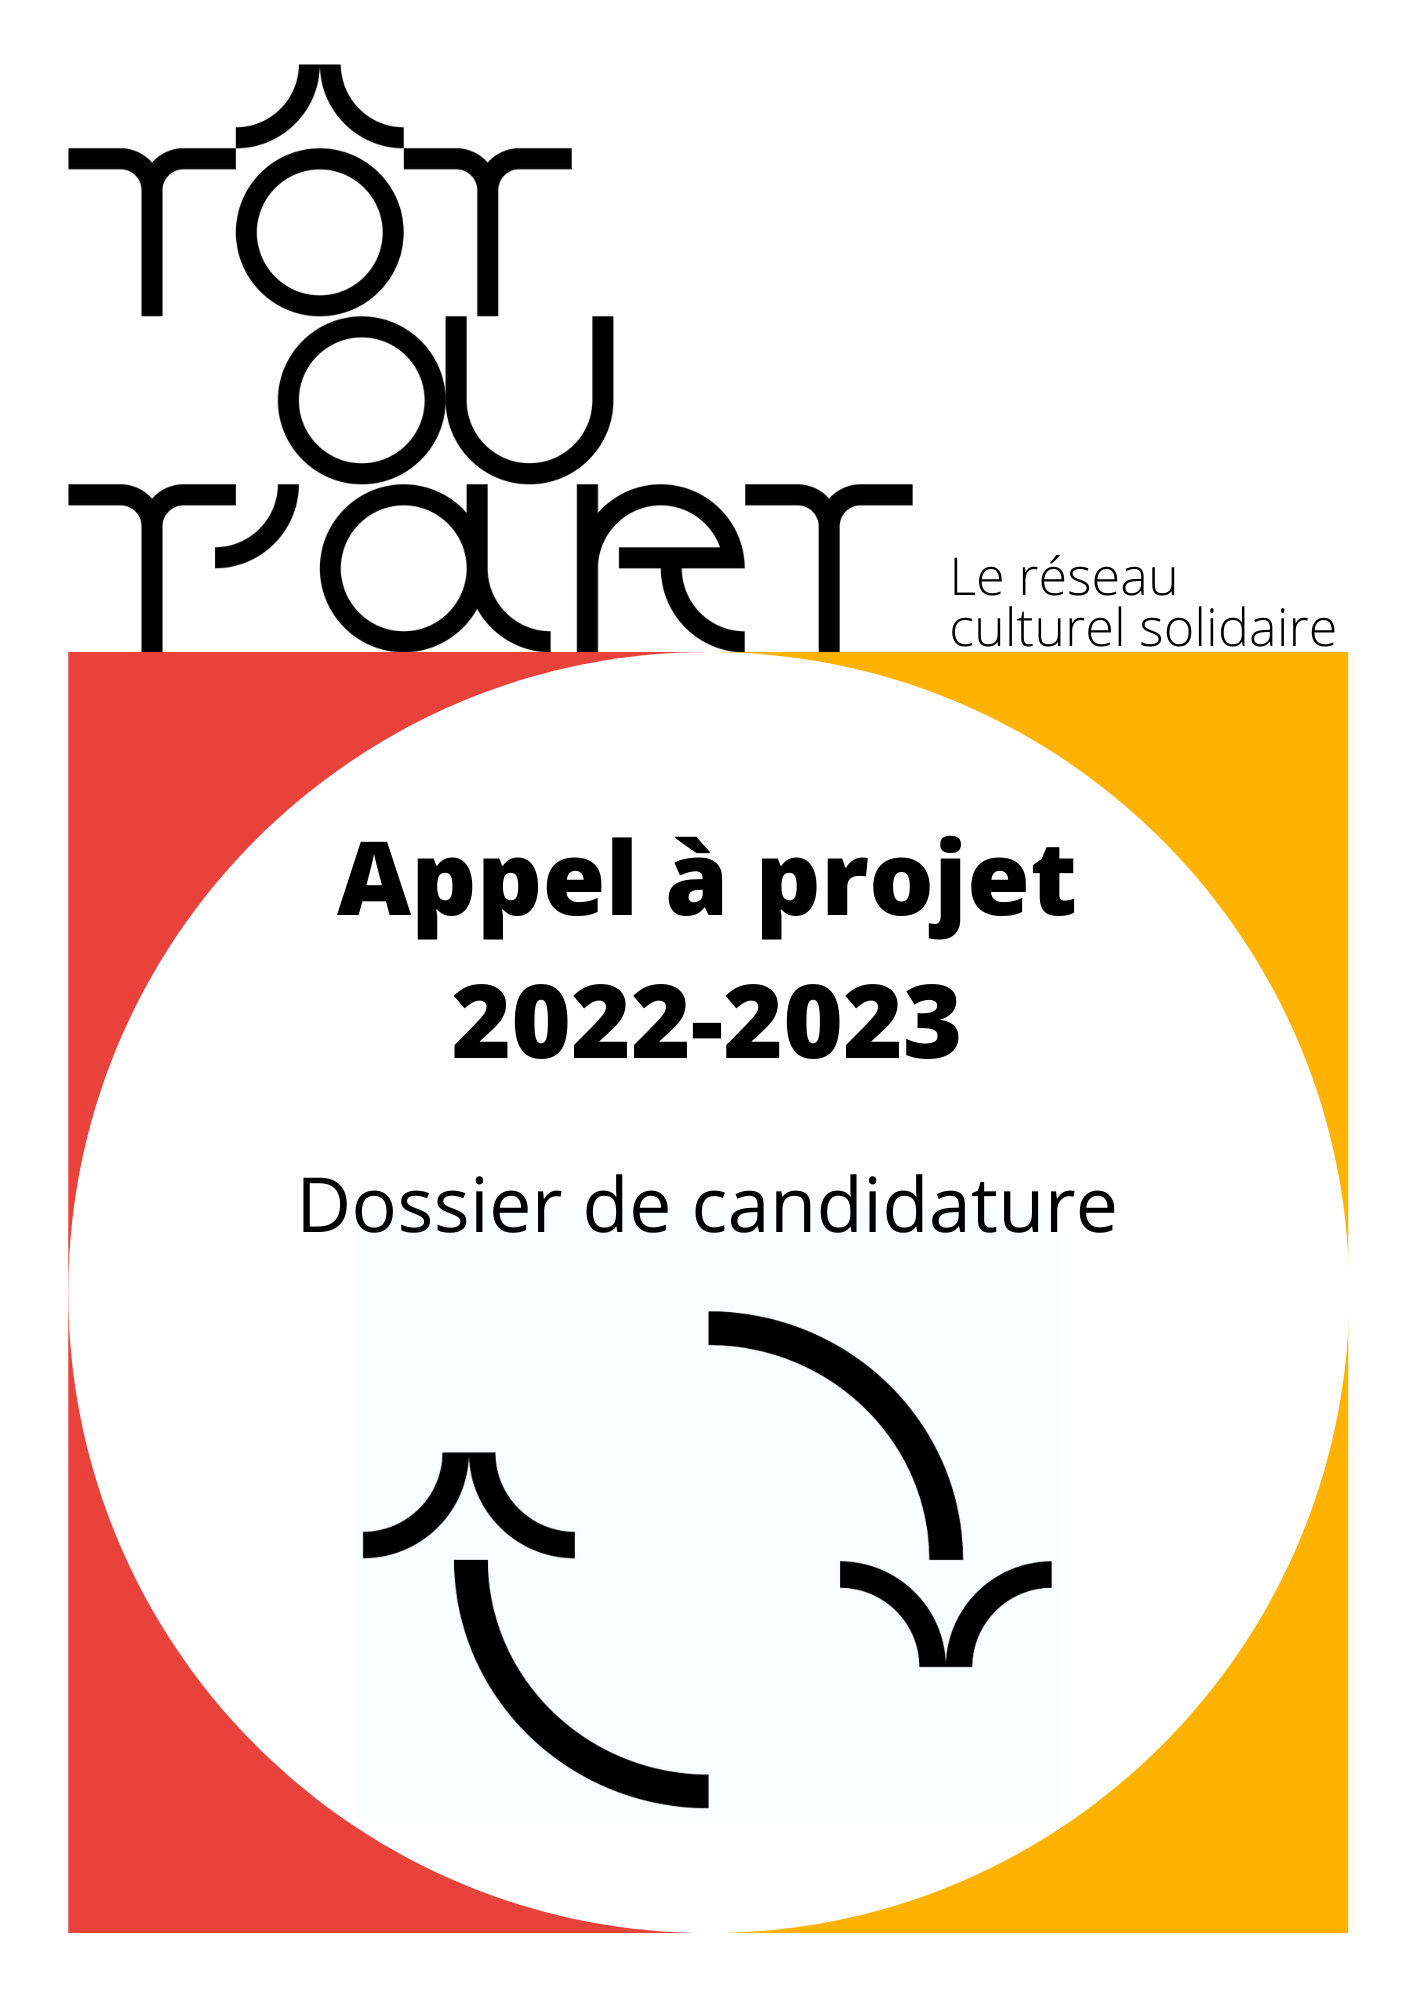 TÔT
OU
T'ART
Le réseau
culturel solidaire
Appel à projet
2022-2023
Dossier de candidature